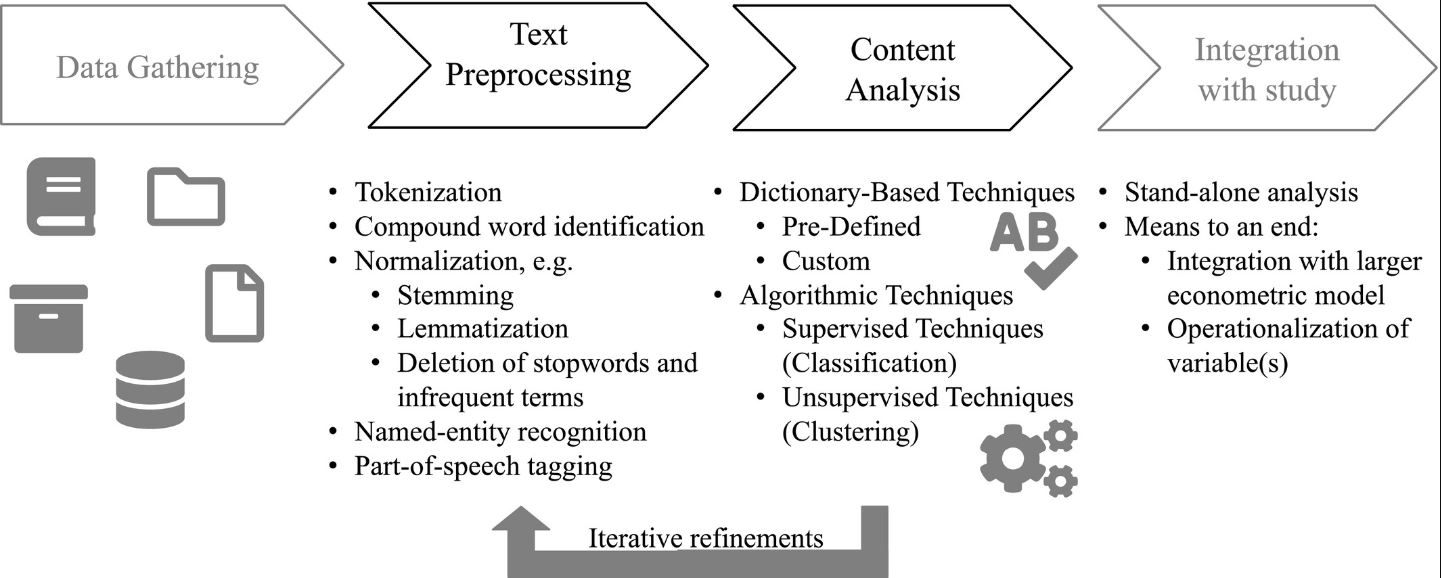 Data Gathering
Text
Preprocessing
Content
Analysis
Integration
with study
• Tokenization
• Compound word identification
• Normalization, e.g.
• Stemming
• Lemmatization
• Deletion of stopwords and
infrequent terms
• Named-entity recognition
• Part-of-speech tagging
• Dictionary-Based Techniques
• Pre-Defined
• Custom
• Algorithmic Techniques
• Supervised Techniques
(Classification)
• Unsupervised Techniques
(Clustering)
AB
• Stand-alone analysis
• Means to an end:
• Integration with larger
econometric model
• Operationalization of
variable(s)
Iterative refinements